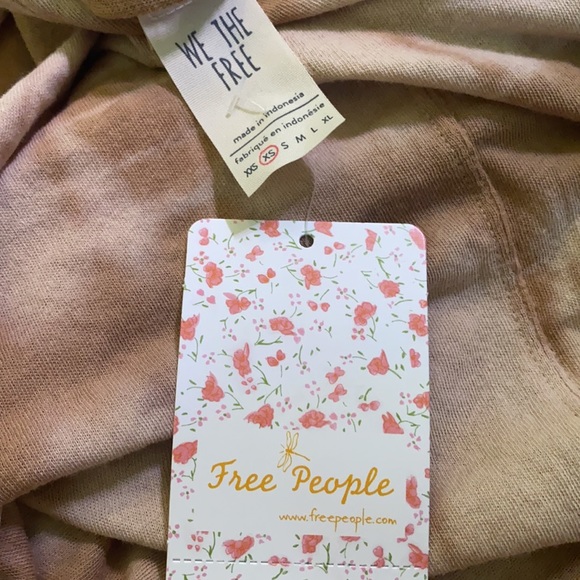 WE THE
FREE
made in Indonesia
fabriqué en indonésie
XXS XS S M L XL
Free People
www.freepeople.com